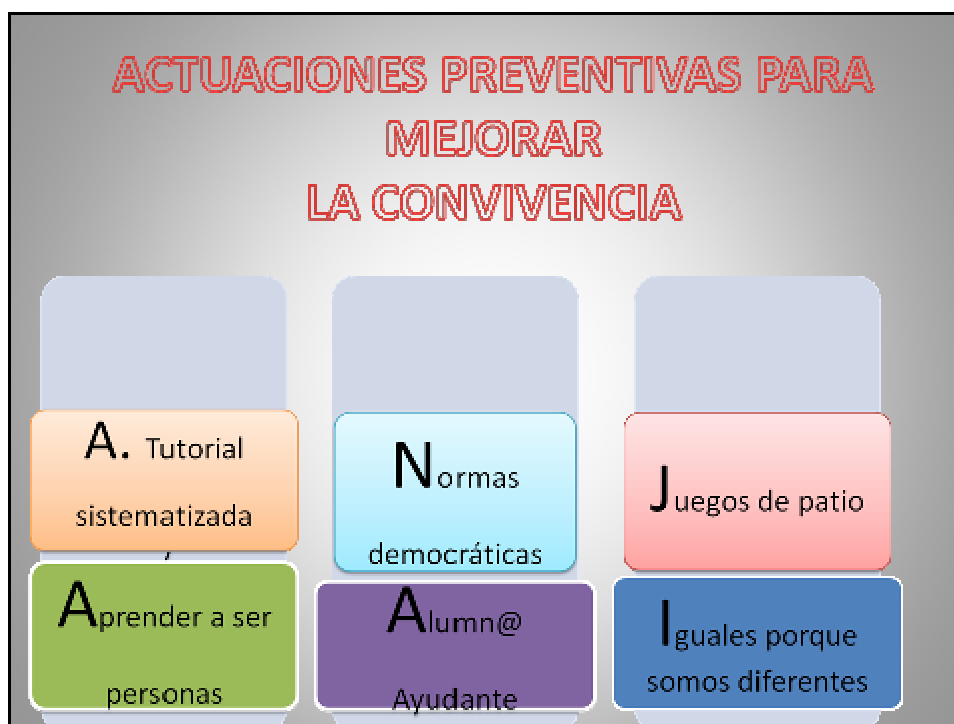 ACTUACIONES PREVENTIVAS PARA
MEJORAR
LA CONVIVENCIA
A. Tutorial
sistematizada
Normas
democráticas
Juegos de patio
Aprender a ser
personas
Alumn@
Ayudante
Iguales porque
somos diferentes